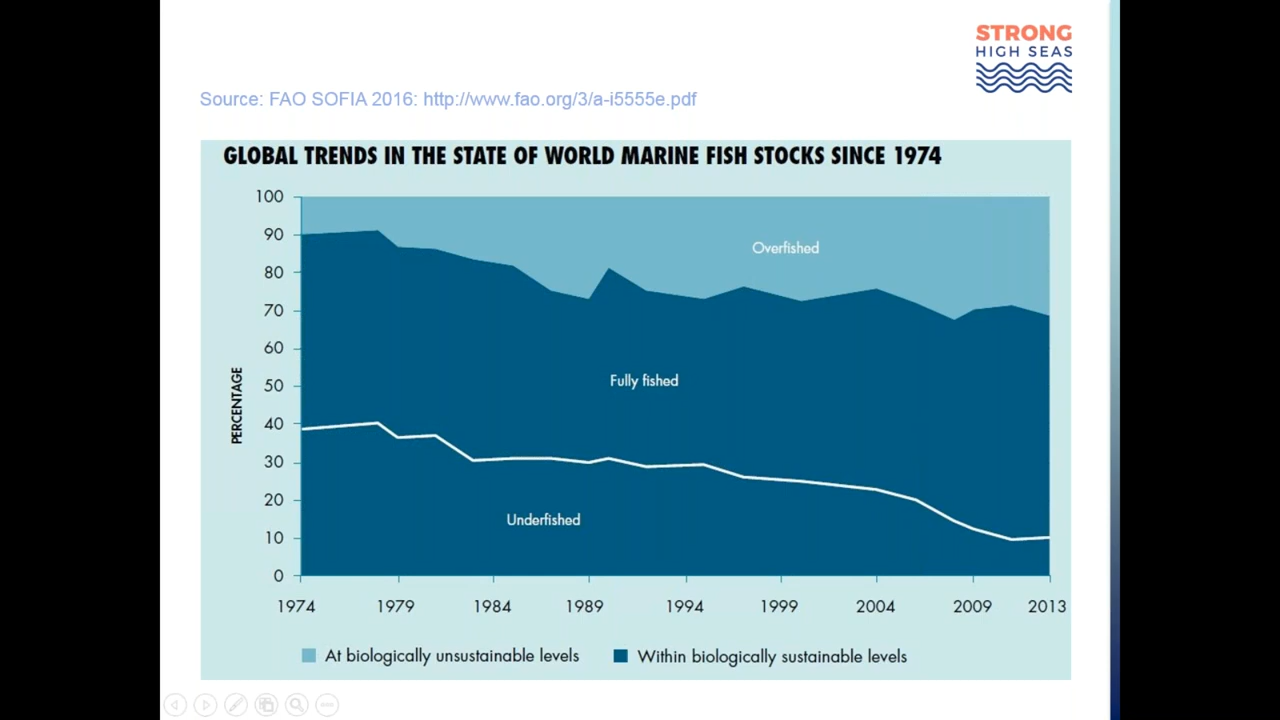 STRONG
HIGH SEAS
Source: FAO SOFIA 2016: http://www.fao.org/3/a-i5555e.pdf
GLOBAL TRENDS IN THE STATE OF WORLD MARINE FISH STOCKS SINCE 1974
100
90
80
70
60
50
40
30
20
10
0
PERCENTAGE
Overfished
Fully fished
Underfished
1974 1979 1984 1989 1994 1999 2004 2009 2013
At biologically unsustainable levels Within biologically sustainable levels